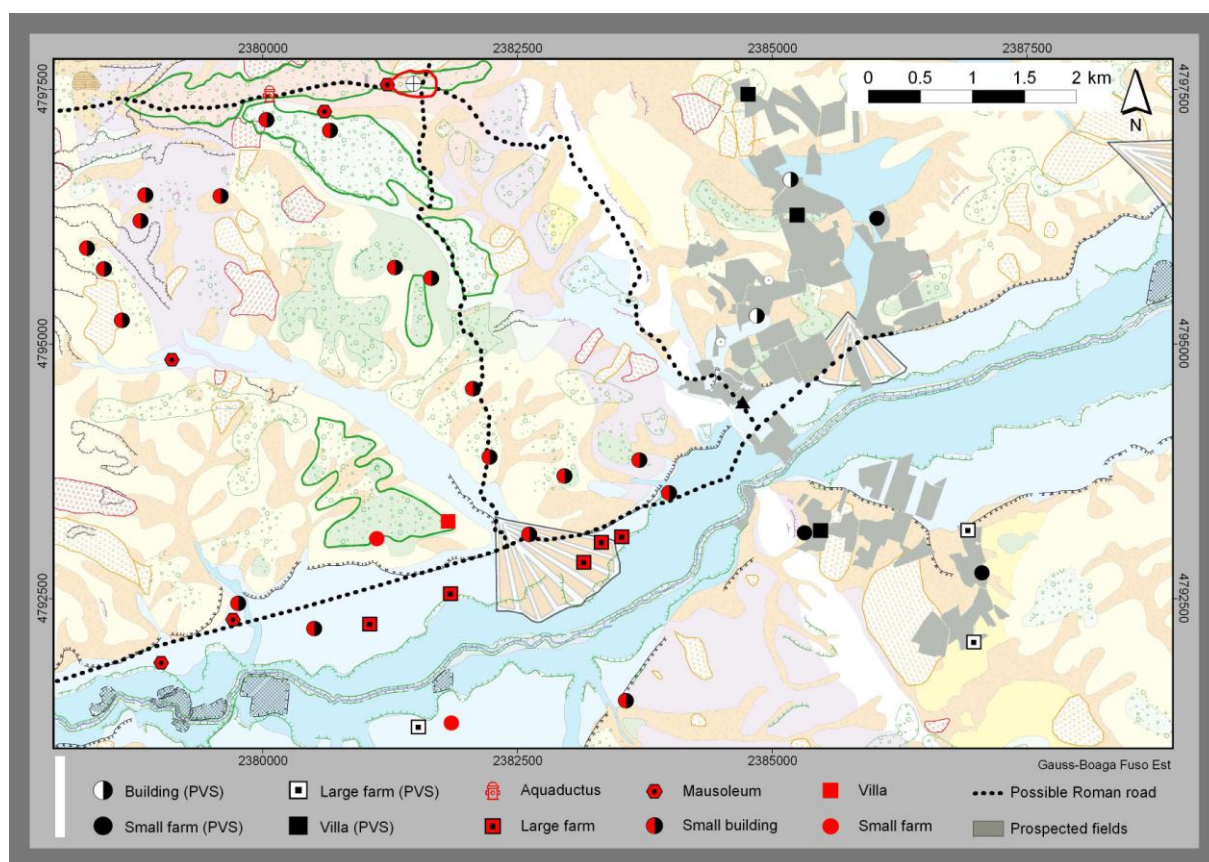 2380000 2382500 2385000 2387500
4797500 4797500
0 0.5 1 1.5 2 km
N
4795000 4795000
4792500 4792500
2380000 2382500 2385000 2387500
Gauss-Boaga Fuso Est
Building (PVS) Large farm (PVS) Aquaductus Mausoleum Villa Possible Roman road
Small farm (PVS) Villa (PVS) Large farm Small building Small farm Prospected fields